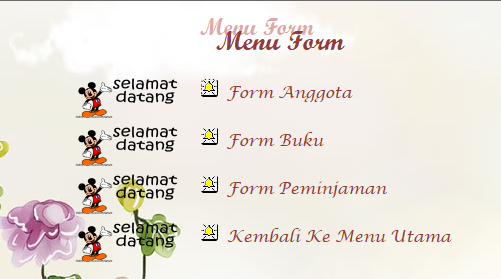 Menu Form
Menu Form
selamat datang
Form Anggota
selamat datang
Form Buku
selamat datang
Form Peminjaman
selamat datang
Kembali Ke Menu Utama